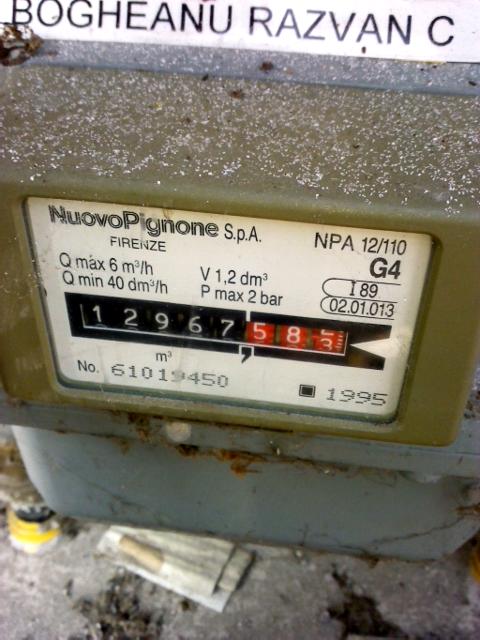 BOGHEANU RAZVAN C
NuovoPignone S.p.A.
FIRENZE
NPA 12/110
G4
Q máx 6 m³/h
Q min 40 dm³/h
V 1,2 dm³
P max 2 bar
I 89
02.01.013
1 2 9 6 7 , 5 8
m³
No. 61019450
1995